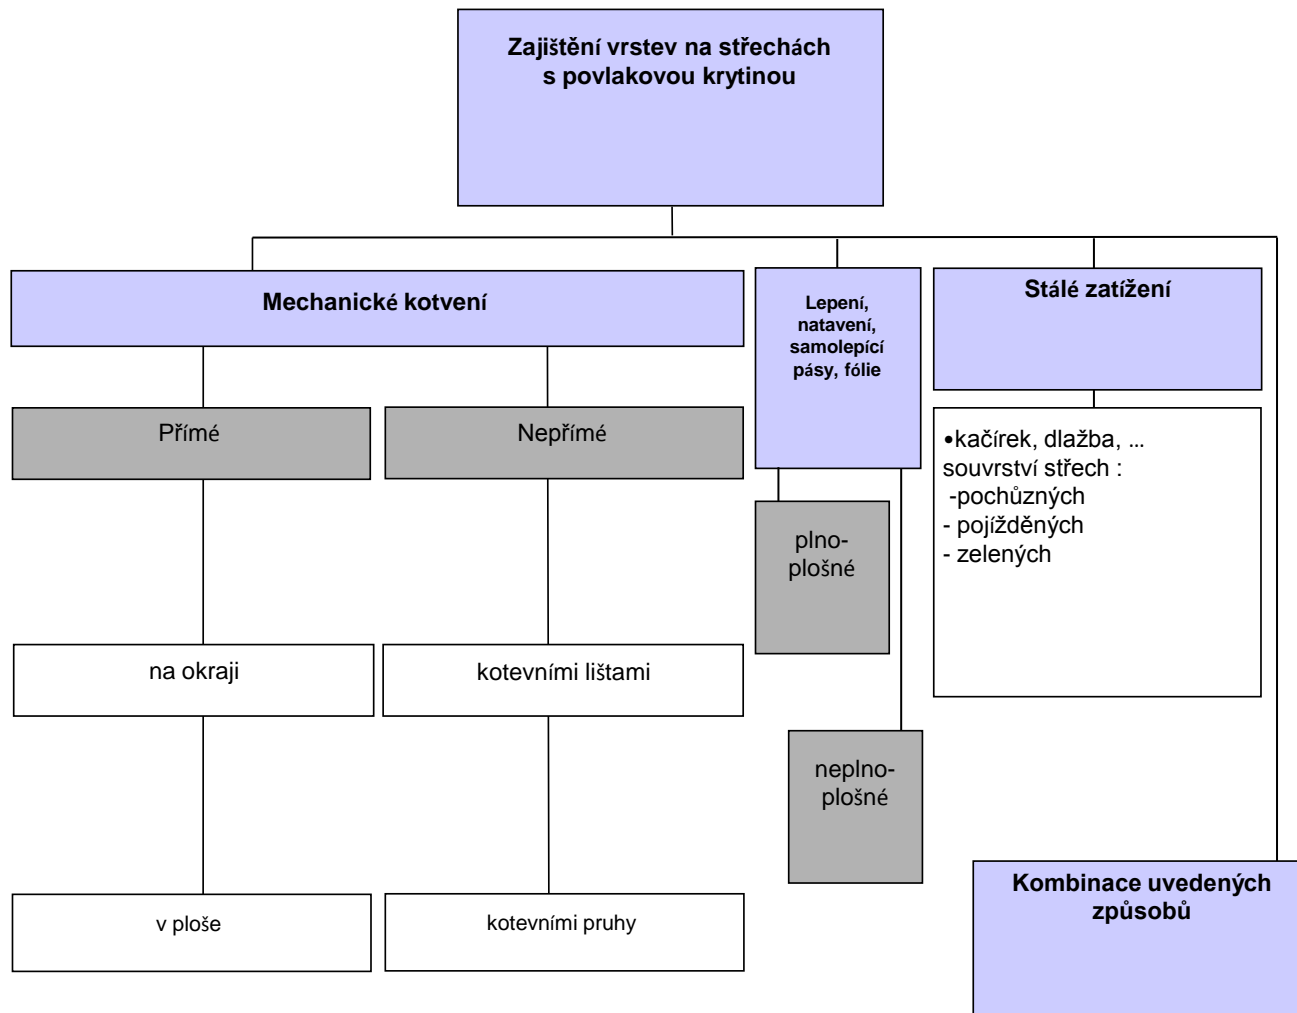 Zajištění vrstev na střechách
s povlakovou krytinou
Mechanické kotvení
Lepení,
natavení,
samolepící
pásy, fólie
Stálé zatížení
Přímé
Nepřímé
•kačírek, dlažba, ...
souvrství střech :
-pochůzných
- pojížděných
- zelených
plno-
plošné
na okraji
kotevními lištami
neplno-
plošné
v ploše
kotevními pruhy
Kombinace uvedených
způsobů